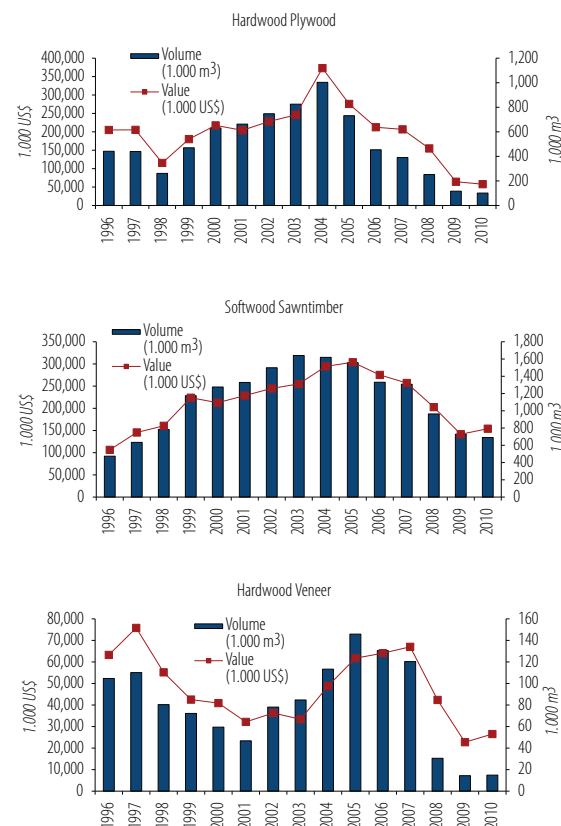 Hardwood Plywood
Volume
(1.000 m3)
Value
(1.000 US$)
1.000 US$
400,000
350,000
300,000
250,000
200,000
150,000
100,000
50,000
0
1,200
1,000
800
600
400
200
0
1.000 m3
1996 1997 1998 1999 2000 2001 2002 2003 2004 2005 2006 2007 2008 2009 2010
Softwood Sawntimber
Volume
(1.000 m3)
Value
(1.000 US$)
1.000 US$
350,000
300,000
250,000
200,000
150,000
100,000
50,000
0
1,800
1,600
1,400
1,200
1,000
800
600
400
200
0
1.000 m3
1996 1997 1998 1999 2000 2001 2002 2003 2004 2005 2006 2007 2008 2009 2010
Hardwood Veneer
Volume
(1.000 m3)
Value
(1.000 US$)
1.000 US$
80,000
70,000
60,000
50,000
40,000
30,000
20,000
10,000
0
160
140
120
100
80
60
40
20
0
1.000 m3
1996 1997 1998 1999 2000 2001 2002 2003 2004 2005 2006 2007 2008 2009 2010